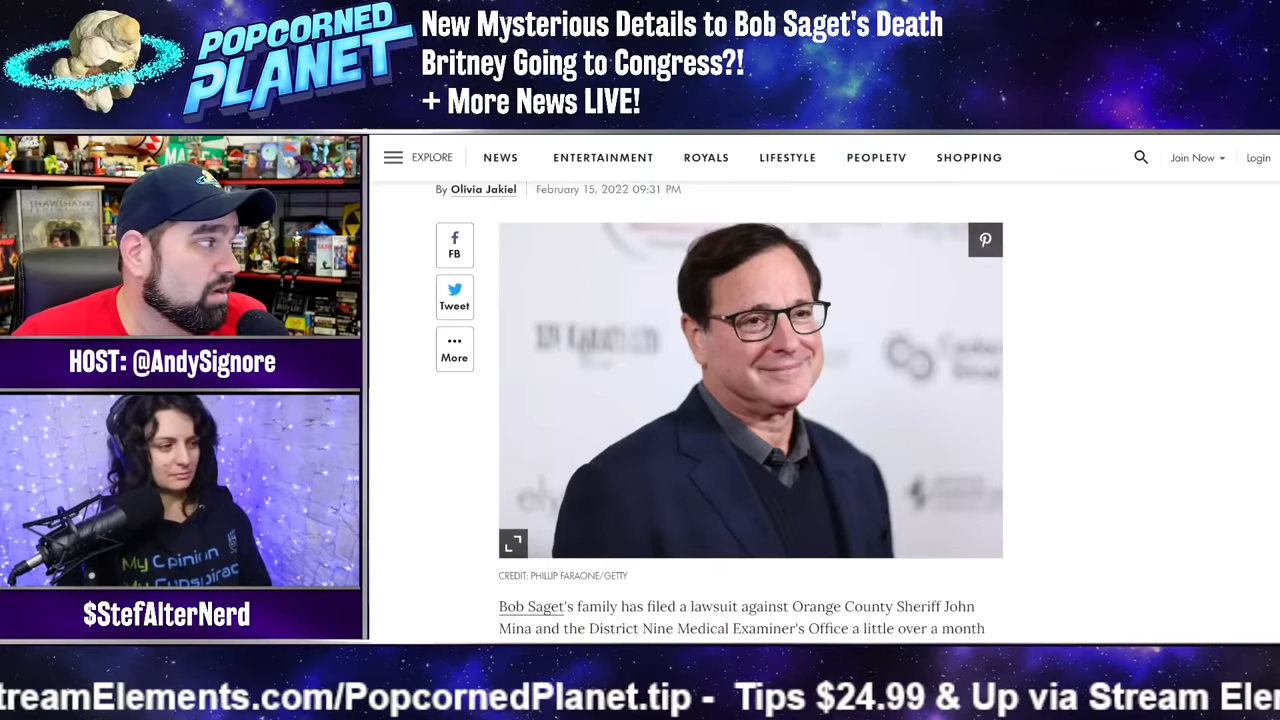 POPCORNED
PLANET
New Mysterious Details to Bob Saget's Death
Britney Going to Congress?!
+ More News LIVE!
EXPLORE NEWS ENTERTAINMENT ROYALS LIFESTYLE PEOPLETV SHOPPING Join Now Login
By Olivia Jakiel February 15, 2022 09:31 PM
FB
Tweet
More
SHAWSHANK
HOST: @AndySignore
My Opinion
$StefAlterNerd
CREDIT: PHILLIP FARAONE/GETTY
Bob Saget's family has filed a lawsuit against Orange County Sheriff John
Mina and the District Nine Medical Examiner's Office a little over a month
treamElements.com/PopcornedPlanet.tip - Tips $24.99 & Up via Stream Ele